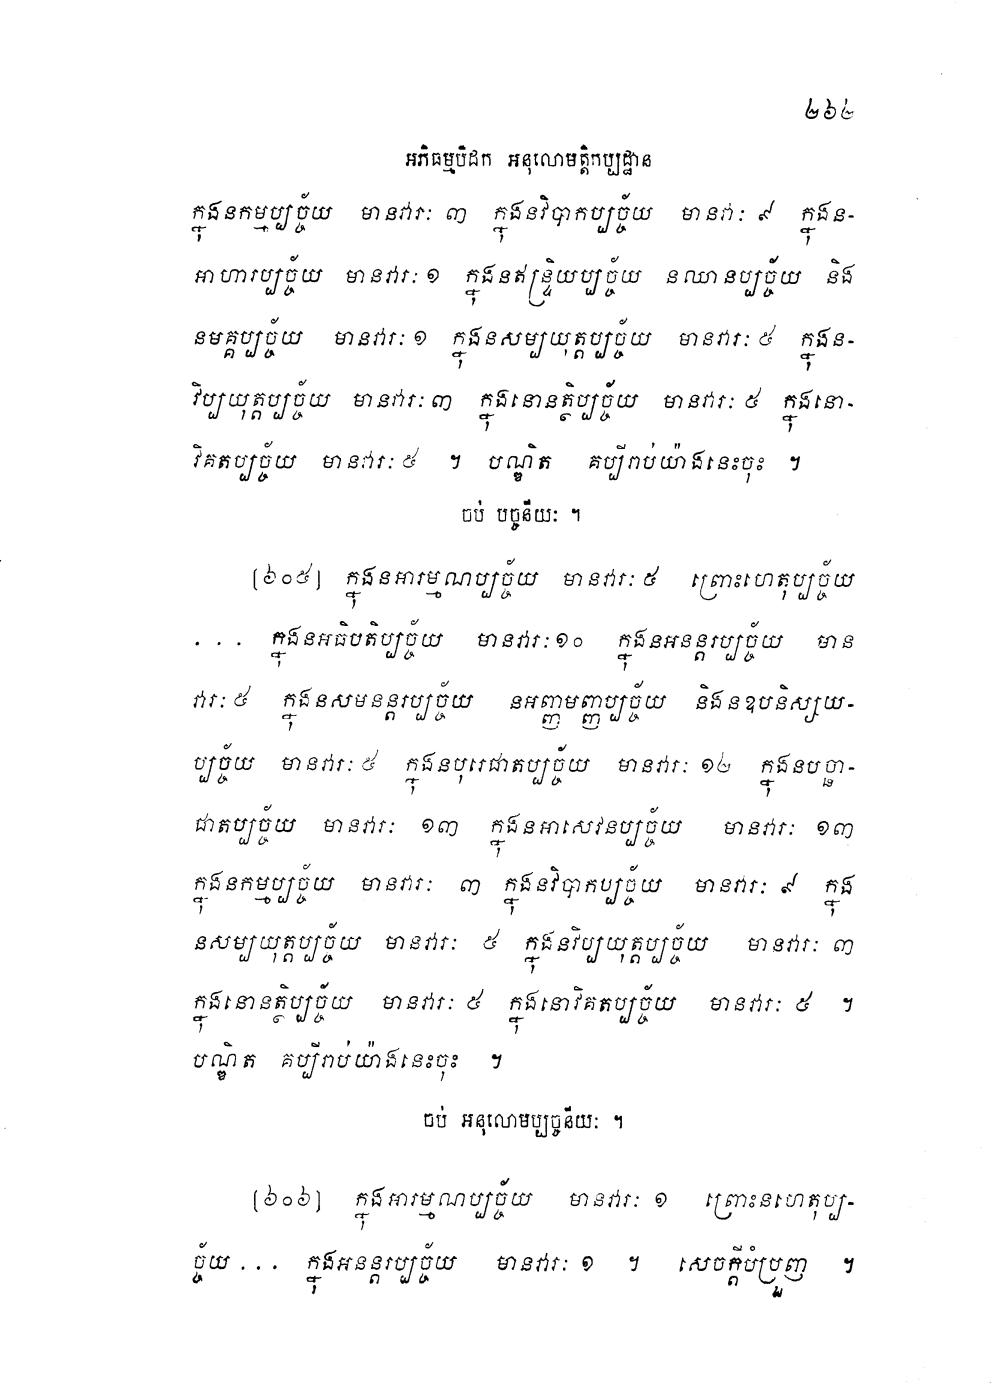 ២៦២
អភិធម្មបិដក អនុលោមត្តិកប្បដ្ឋាន
ក្នុងនកម្មប្បច្ច័យ មានវារៈ ៣ ក្នុងនវិបាកប្បច្ច័យ មានវារៈ ៩ ក្នុងន-
អាហារប្បច្ច័យ មានវារៈ ១ ក្នុងនឥន្ទ្រិយប្បច្ច័យ នឈានប្បច្ច័យ និង
នមគ្គប្បច្ច័យ មានវារៈ ១ ក្នុងនសម្បយុត្តប្បច្ច័យ មានវារៈ ៥ ក្នុងន-
វិប្បយុត្តប្បច្ច័យ មានវារៈ ៣ ក្នុងនោនត្ថិប្បច្ច័យ មានវារៈ ៥ ក្នុងនោ-
វិគតប្បច្ច័យ មានវារៈ ៥ ។ បណ្ឌិត គប្បីរាប់យ៉ាងនេះចុះ ។
ចប់ បច្ចនីយៈ ។
(៦០៥) ក្នុងនអារម្មណប្បច្ច័យ មានវារៈ ៥ ព្រោះហេតុប្បច្ច័យ
... ក្នុងនអធិបតិប្បច្ច័យ មានវារៈ ១០ ក្នុងនអនន្តរប្បច្ច័យ មាន
វារៈ ៥ ក្នុងនសមនន្តរប្បច្ច័យ នអញ្ញមញ្ញប្បច្ច័យ និងនឧបនិស្សយ-
ប្បច្ច័យ មានវារៈ ៥ ក្នុងនបុរេជាតប្បច្ច័យ មានវារៈ ១២ ក្នុងនបច្ឆា-
ជាតប្បច្ច័យ មានវារៈ ១៣ ក្នុងនអាសេវនប្បច្ច័យ មានវារៈ ១៣
ក្នុងនកម្មប្បច្ច័យ មានវារៈ ៣ ក្នុងនវិបាកប្បច្ច័យ មានវារៈ ៩ ក្នុង
នសម្បយុត្តប្បច្ច័យ មានវារៈ ៥ ក្នុងនវិប្បយុត្តប្បច្ច័យ មានវារៈ ៣
ក្នុងនោនត្ថិប្បច្ច័យ មានវារៈ ៥ ក្នុងនោវិគតប្បច្ច័យ មានវារៈ ៥ ។
បណ្ឌិត គប្បីរាប់យ៉ាងនេះចុះ ។
ចប់ អនុលោមប្បច្ចនីយៈ ។
(៦០៦) ក្នុងអារម្មណប្បច្ច័យ មានវារៈ ១ ព្រោះនហេតុប្ប-
ច្ច័យ ... ក្នុងអនន្តរប្បច្ច័យ មានវារៈ ១ ។ សេចក្តីបំប្រួញ ។